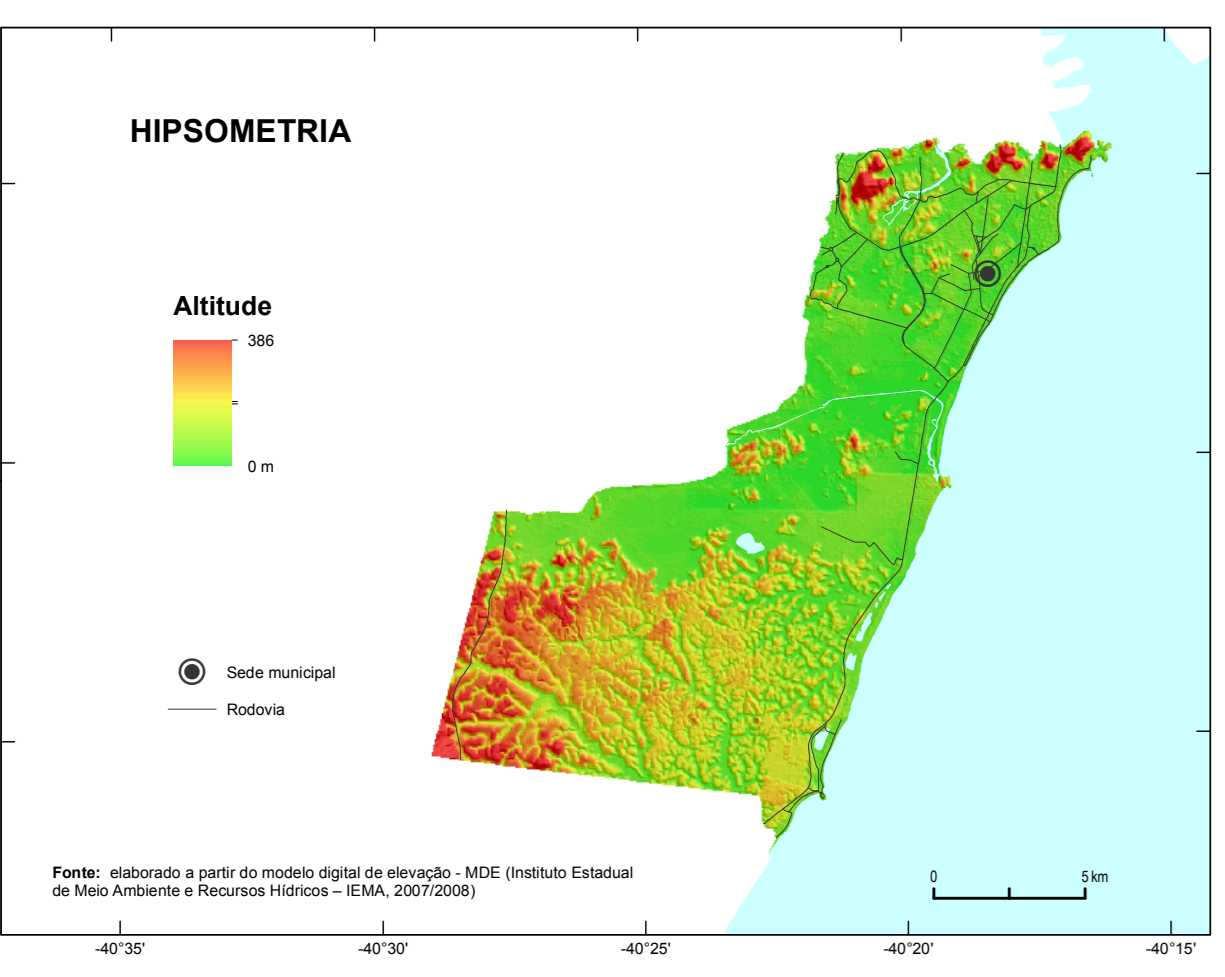 HIPSOMETRIA
Altitude
386
0 m
Sede municipal
Rodovia
Fonte: elaborado a partir do modelo digital de elevação - MDE (Instituto Estadual
de Meio Ambiente e Recursos Hídricos – IEMA, 2007/2008)
0 5 km
-40°35' -40°30' -40°25' -40°20' -40°15'